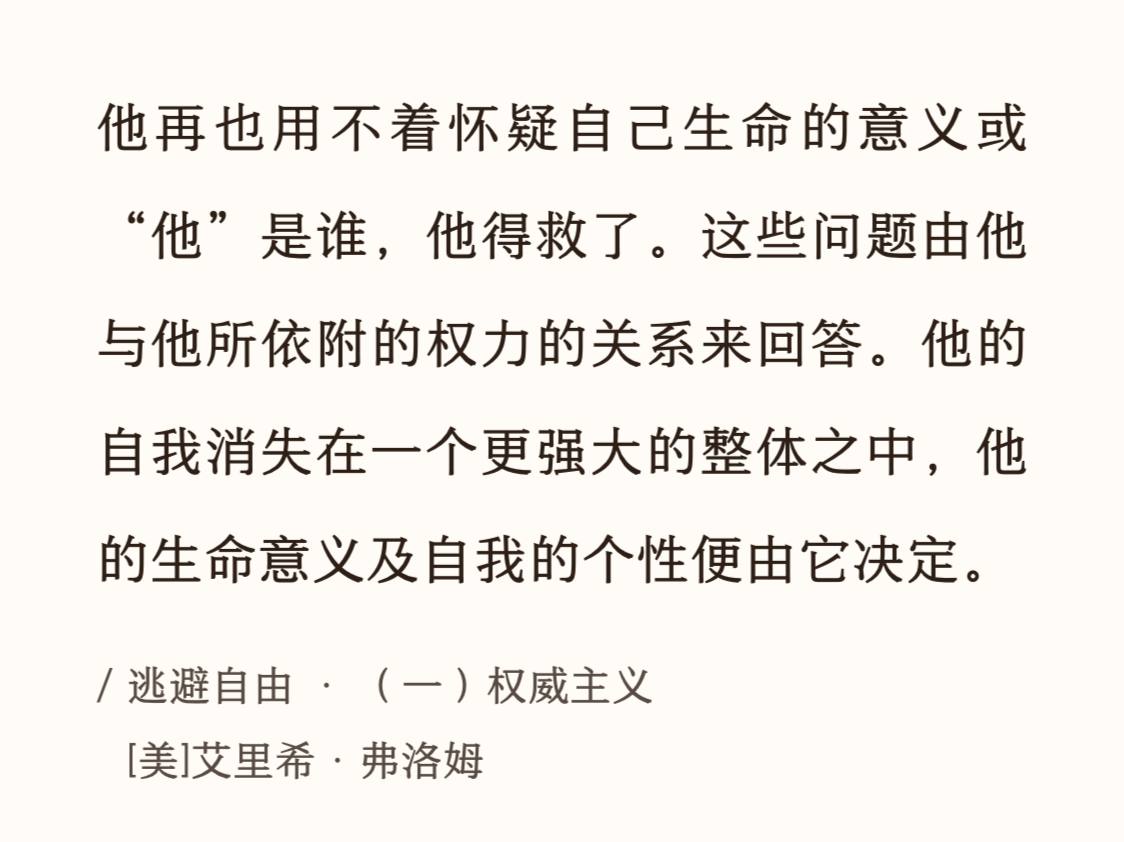 他再也用不着怀疑自己生命的意义或
“他”是谁，他得救了。这些问题由他
与他所依附的权力的关系来回答。他的
自我消失在一个更强大的整体之中，他
的生命意义及自我的个性便由它决定。
/ 逃避自由 · （一）权威主义
[美]艾里希 · 弗洛姆